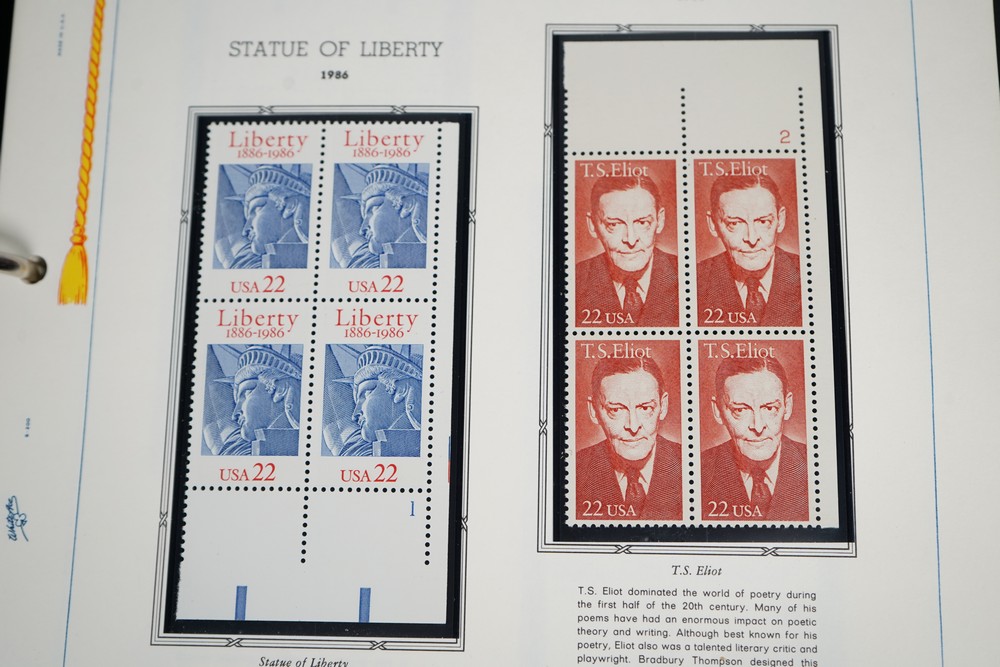 STATUE OF LIBERTY
1986
Liberty
1886-1986
USA 22
Liberty
1886-1986
USA 22
Liberty
1886-1986
USA 22
Liberty
1886-1986
USA 22
1
Statue of Liberty
2
T.S.Eliot
22 USA
T.S.Eliot
22 USA
T.S.Eliot
22 USA
T.S.Eliot
22 USA
T.S. Eliot
T.S. Eliot dominated the world of poetry during
the first half of the 20th century. Many of his
poems have had an enormous impact on poetic
theory and writing. Although best known for his
poetry, Eliot also was a talented literary critic and
playwright. Bradbury Thompson designed this